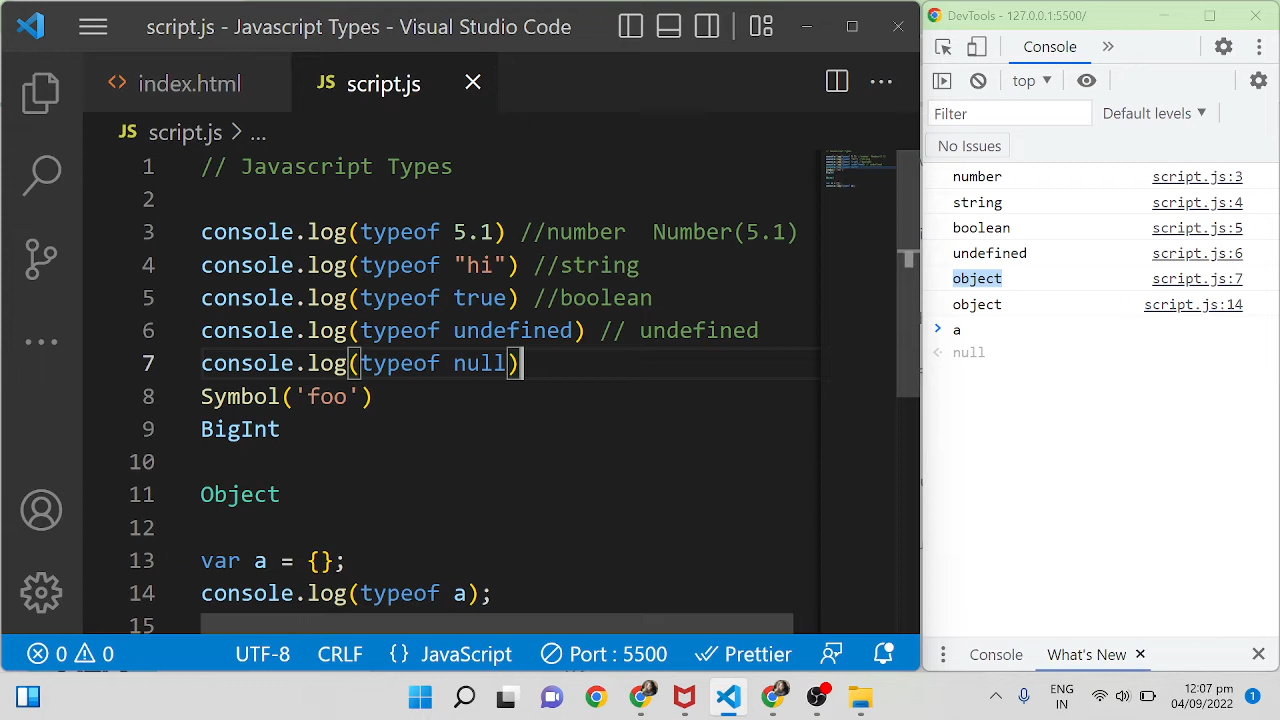 script.js - Javascript Types - Visual Studio Code
index.html
JS script.js
JS script.js > ...
1 // Javascript Types
2
3 console.log(typeof 5.1) //number  Number(5.1)
4 console.log(typeof "hi") //string
5 console.log(typeof true) //boolean
6 console.log(typeof undefined) // undefined
7 console.log(typeof null)
8 Symbol('foo')
9 BigInt
10
11 Object
12
13 var a = {};
14 console.log(typeof a);
15
0 0 UTF-8 CRLF {} JavaScript Port : 5500 Prettier
DevTools - 127.0.0.1:5500/
Console
top
Filter Default levels
No Issues
number script.js:3
string script.js:4
boolean script.js:5
undefined script.js:6
object script.js:7
object script.js:14
> a
null
Console What's New
ENG
IN
12:07 pm
04/09/2022
1